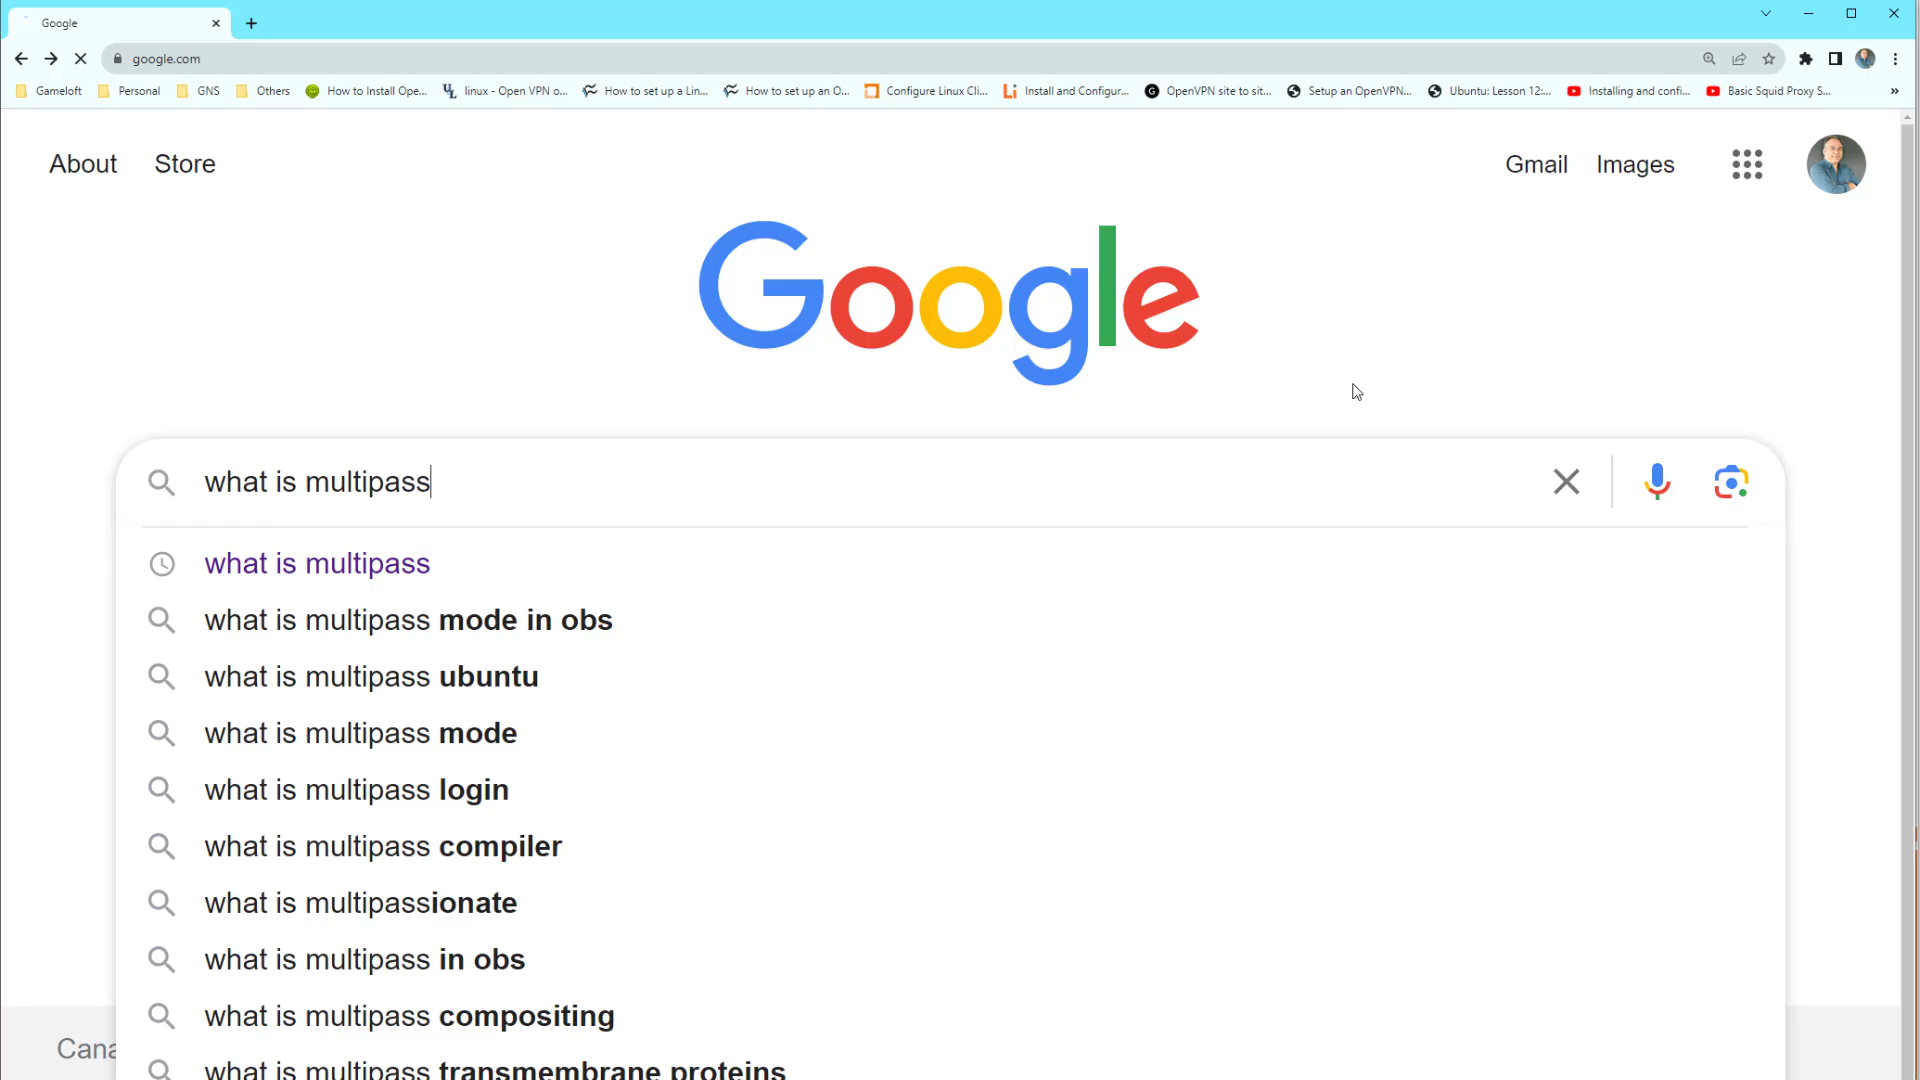 Google
google.com
Gameloft Personal GNS Others How to Install Ope... linux - Open VPN o... How to set up a Lin... How to set up an O... Configure Linux Cli... Install and Configur... OpenVPN site to sit... Setup an OpenVPN... Ubuntu: Lesson 12:... Installing and confi... Basic Squid Proxy S... »
About Store Gmail Images
Google
what is multipass
what is multipass
what is multipass mode in obs
what is multipass ubuntu
what is multipass mode
what is multipass login
what is multipass compiler
what is multipassionate
what is multipass in obs
what is multipass compositing
Cana
what is multipass transmembrane proteins